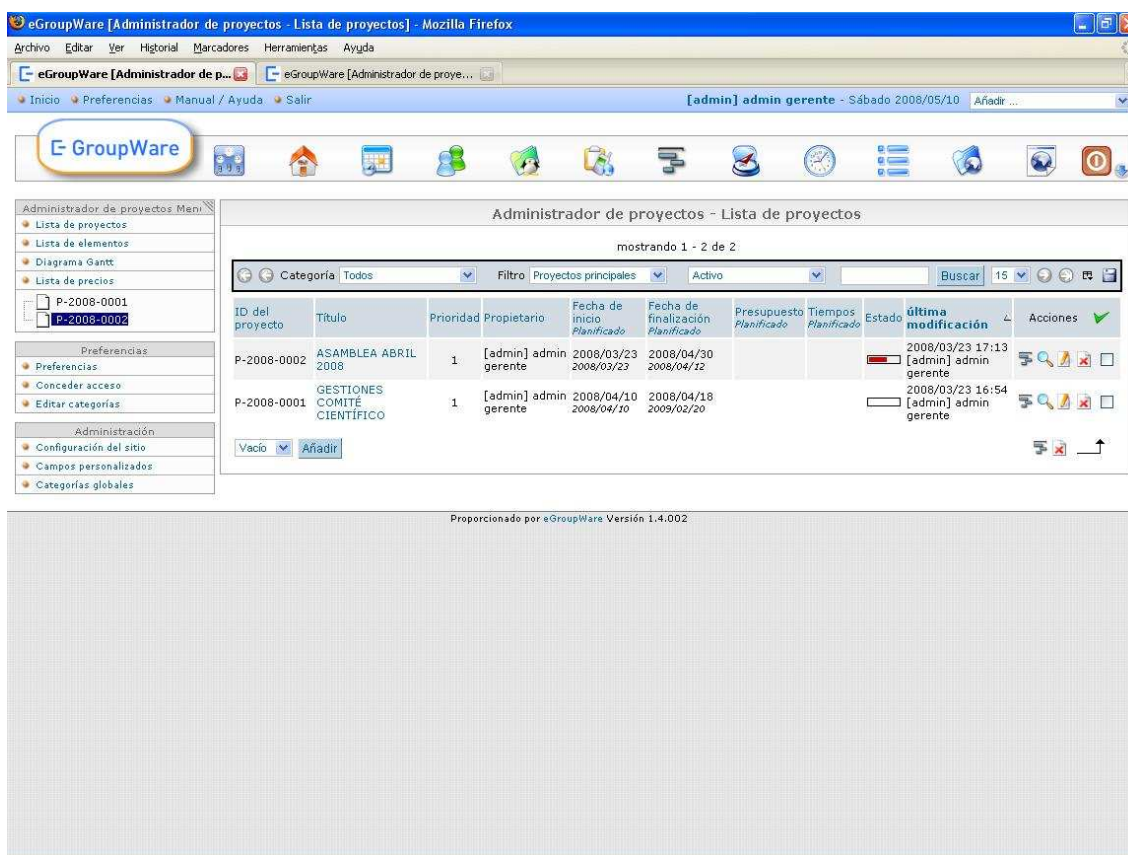 eGroupWare [Administrador de proyectos - Lista de proyectos] - Mozilla Firefox
Archivo Editar Ver Historial Marcadores Herramientas Ayuda
eGroupWare [Administrador de p... eGroupWare [Administrador de proye...
Inicio Preferencias Manual / Ayuda Salir [admin] admin gerente - Sábado 2008/05/10 Añadir ...
GroupWare
Administrador de proyectos Menú
Lista de proyectos
Lista de elementos
Diagrama Gantt
Lista de precios
P-2008-0001
P-2008-0002
Preferencias
Preferencias
Conceder acceso
Editar categorías
Administración
Configuración del sitio
Campos personalizados
Categorías globales
Administrador de proyectos - Lista de proyectos
mostrando 1 - 2 de 2
Categoría Todos Filtro Proyectos principales Activo Buscar 15
ID del proyecto Título Prioridad Propietario Fecha de inicio Planificado Fecha de finalización Planificado Presupuesto Planificado Tiempos Planificado Estado última modificación Acciones
P-2008-0002 ASAMBLEA ABRIL 2008 1 [admin] admin gerente 2008/03/23 2008/03/23 2008/04/30 2008/04/12 2008/03/23 17:13 [admin] admin gerente
P-2008-0001 GESTIONES COMITÉ CIENTÍFICO 1 [admin] admin gerente 2008/04/10 2008/04/10 2008/04/18 2009/02/20 2008/03/23 16:54 [admin] admin gerente
Vacío Añadir
Proporcionado por eGroupWare Versión 1.4.002